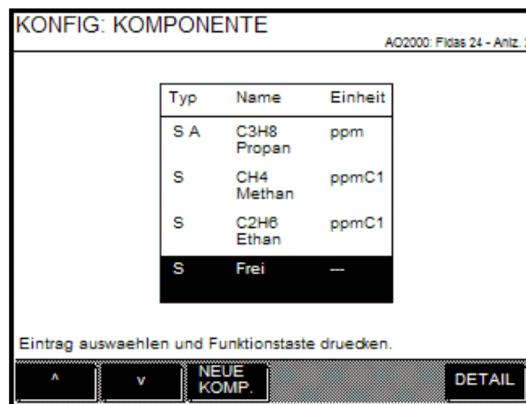 KONFIG: KOMPONENTE
AO2000: Fidas 24 - Anlz.
Typ Name Einheit
S A C3H8 ppm
Propan
S CH4 ppmC1
Methan
S C2H6 ppmC1
Ethan
S Frei ---
Eintrag auswaehlen und Funktionstaste druecken.
^ v NEUE KOMP. DETAIL